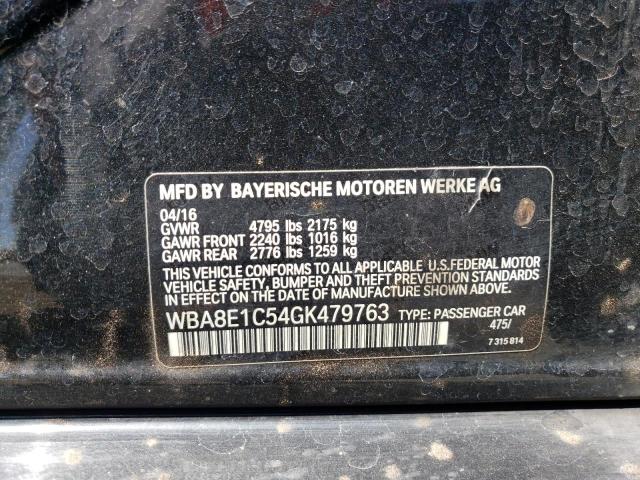 MFD BY BAYERISCHE MOTOREN WERKE AG
04/16
GVWR 4795 lbs 2175 kg
GAWR FRONT 2240 lbs 1016 kg
GAWR REAR 2776 lbs 1259 kg
THIS VEHICLE CONFORMS TO ALL APPLICABLE U.S.FEDERAL MOTOR
VEHICLE SAFETY, BUMPER AND THEFT PREVENTION STANDARDS
IN EFFECT ON THE DATE OF MANUFACTURE SHOWN ABOVE.
WBA8E1C54GK479763 TYPE: PASSENGER CAR
475/
7 315 814